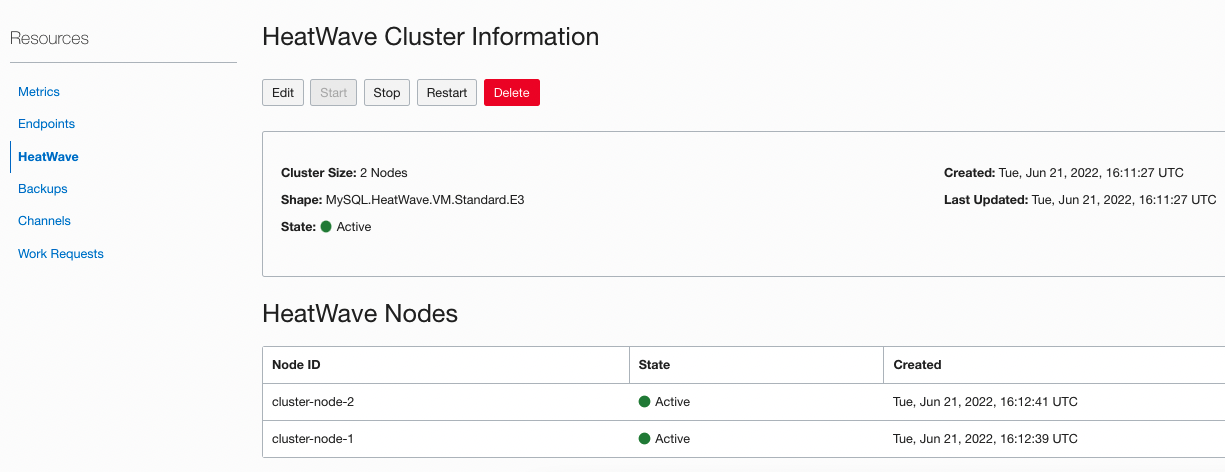 Resources
Metrics
Endpoints
HeatWave
Backups
Channels
Work Requests
HeatWave Cluster Information
Edit Start Stop Restart Delete
Cluster Size: 2 Nodes
Shape: MySQL.HeatWave.VM.Standard.E3
State: Active
Created: Tue, Jun 21, 2022, 16:11:27 UTC
Last Updated: Tue, Jun 21, 2022, 16:11:27 UTC
HeatWave Nodes
Node ID State Created
cluster-node-2 Active Tue, Jun 21, 2022, 16:12:41 UTC
cluster-node-1 Active Tue, Jun 21, 2022, 16:12:39 UTC